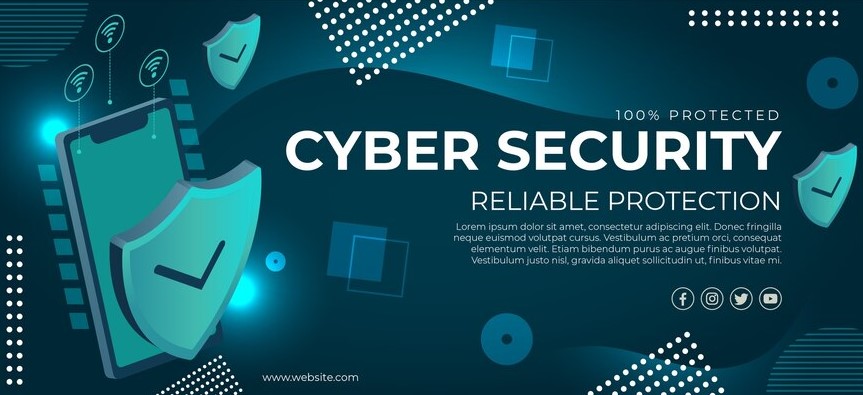 100% PROTECTED
CYBER SECURITY
RELIABLE PROTECTION
Lorem ipsum dolor sit amet, consectetur adipiscing elit. Donec fringilla
neque euismod volutpat cursus. Vestibulum ac pretium orci, consequat
elementum velit. Etiam bibendum purus ac augue finibus volutpat.
Vestibulum justo nisl, gravida aliquet sollicitudin ut, finibus vitae mi.
www.website.com